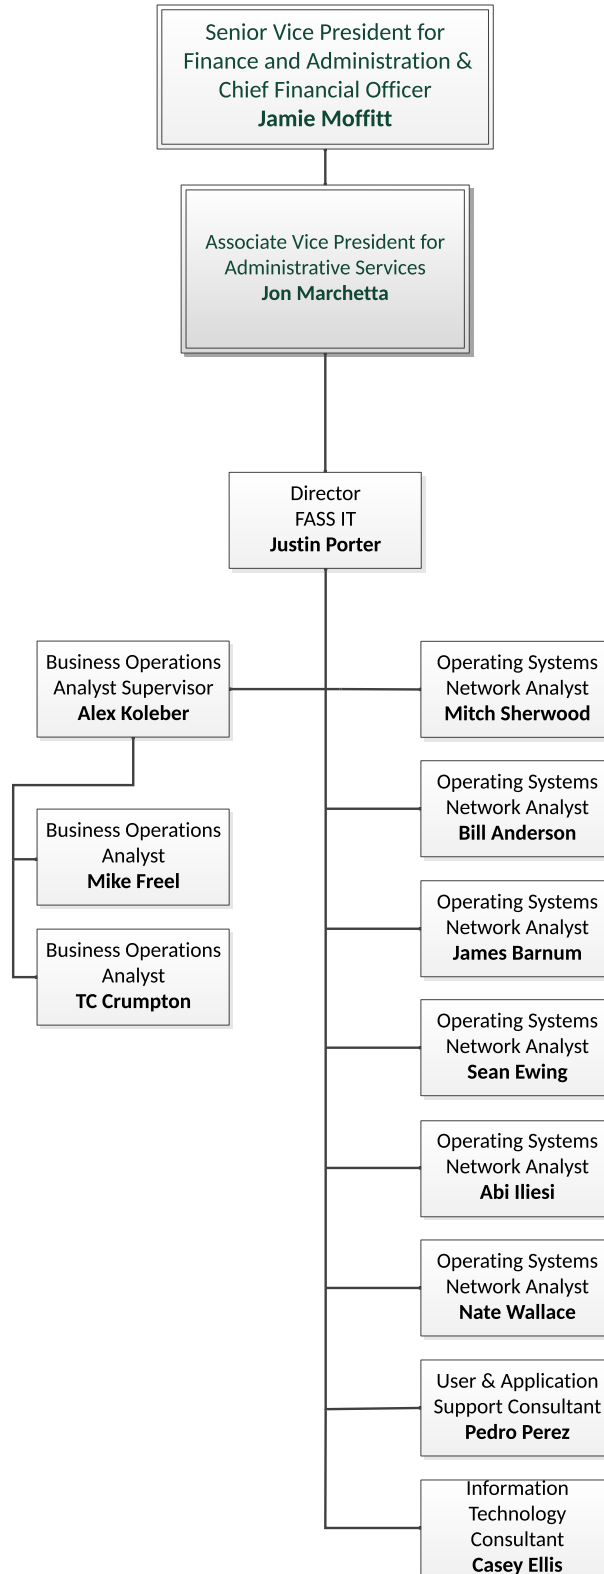 Senior Vice President for
Finance and Administration &
Chief Financial Officer
Jamie Moffitt
Associate Vice President for
Administrative Services
Jon Marchetta
Director
FASS IT
Justin Porter
Business Operations
Analyst Supervisor
Alex Koleber
Business Operations
Analyst
Mike Freel
Business Operations
Analyst
TC Crumpton
Operating Systems
Network Analyst
Mitch Sherwood
Operating Systems
Network Analyst
Bill Anderson
Operating Systems
Network Analyst
James Barnum
Operating Systems
Network Analyst
Sean Ewing
Operating Systems
Network Analyst
Abi Iliesi
Operating Systems
Network Analyst
Nate Wallace
User & Application
Support Consultant
Pedro Perez
Information
Technology
Consultant
Casey Ellis